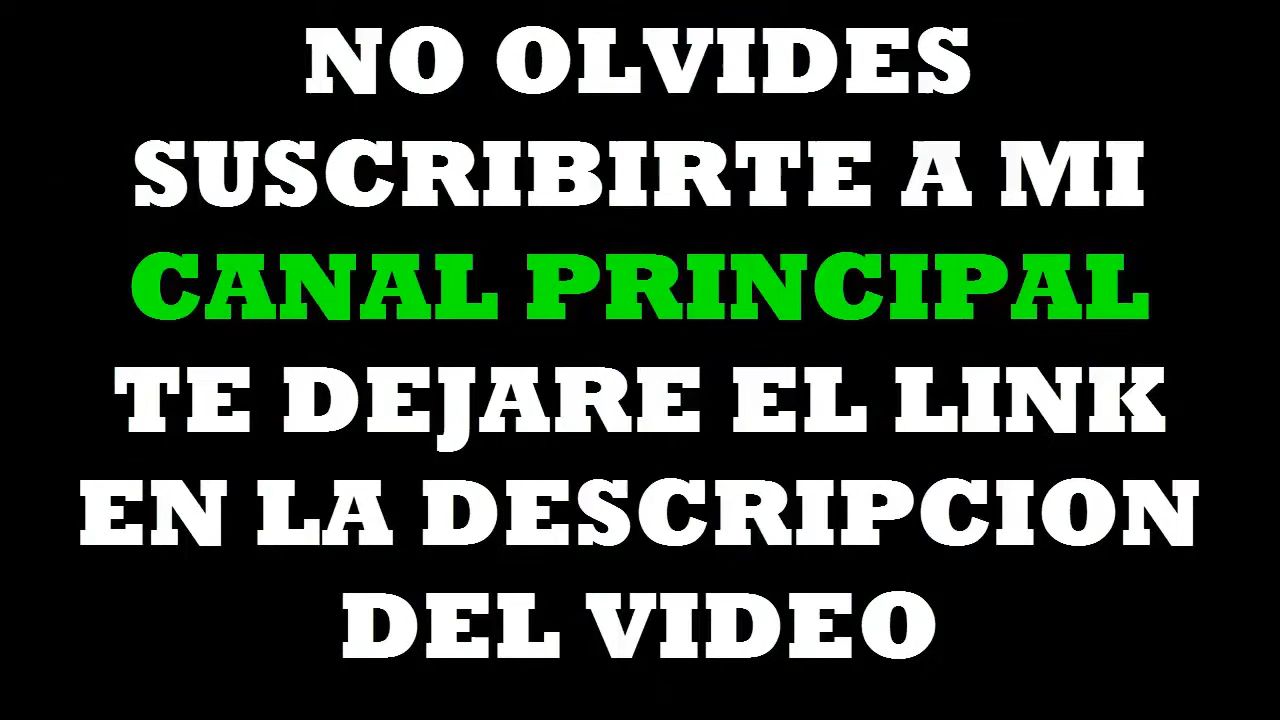 NO OLVIDES
SUSCRIBIRTE A MI
CANAL PRINCIPAL
TE DEJARE EL LINK
EN LA DESCRIPCION
DEL VIDEO